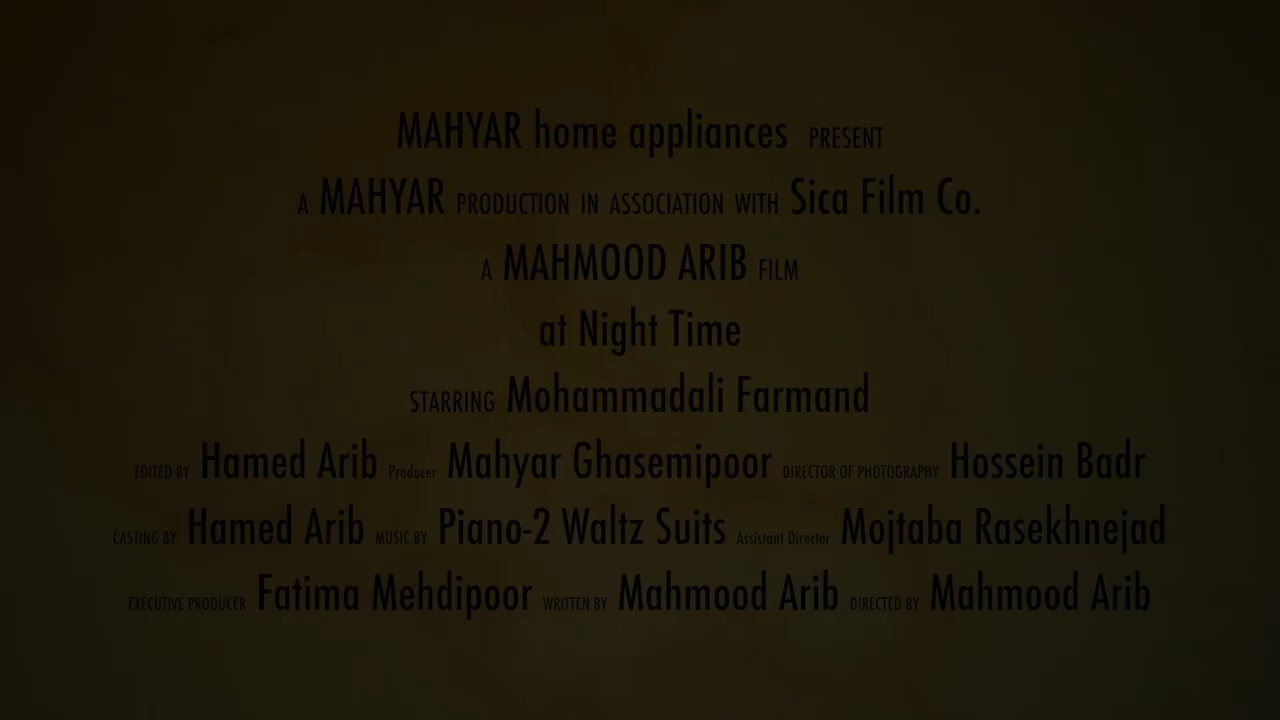 MAHYAR home appliances PRESENT
A MAHYAR PRODUCTION IN ASSOCIATION WITH Sica Film Co.
A MAHMOOD ARIB FILM
at Night Time
STARRING Mohammadali Farmand
EDITED BY Hamed Arib Producer Mahyar Ghasemipoor DIRECTOR OF PHOTOGRAPHY Hossein Badr
CASTING BY Hamed Arib MUSIC BY Piano-2 Waltz Suits Assistant Director Mojtaba Rasekhnejad
EXECUTIVE PRODUCER Fatima Mehdipoor WRITTEN BY Mahmood Arib DIRECTED BY Mahmood Arib